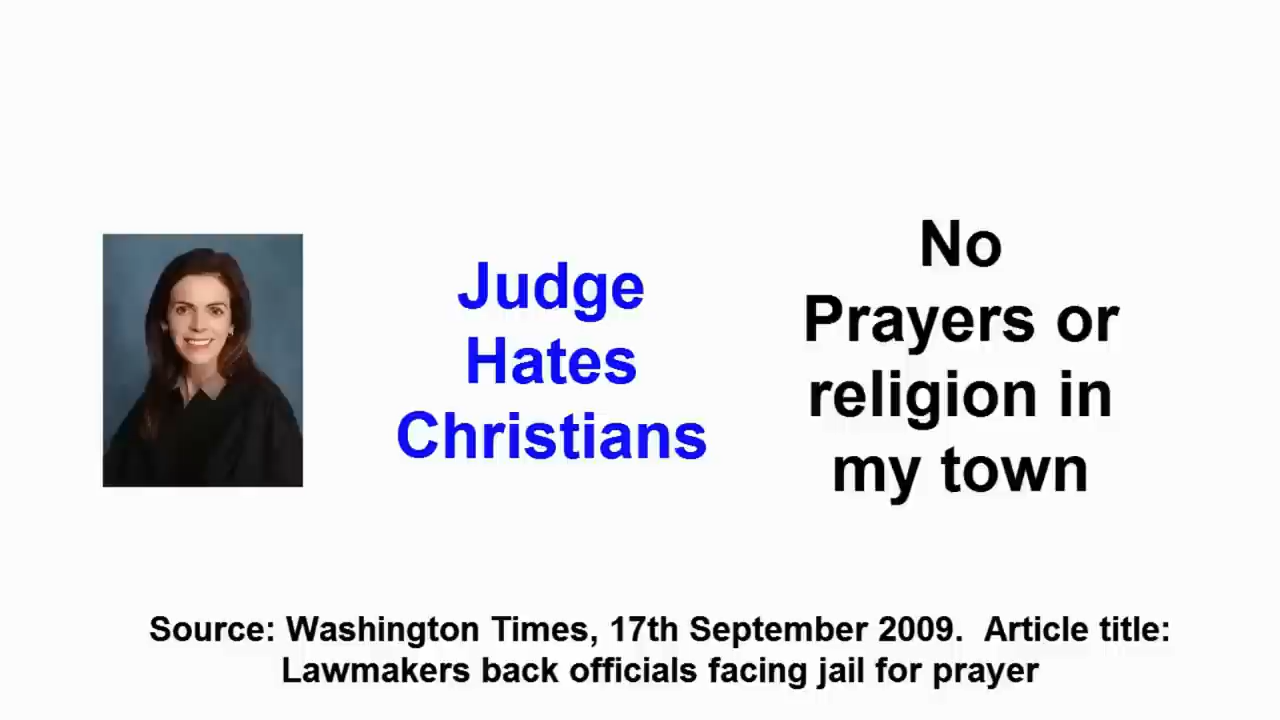 Judge
Hates
Christians
No
Prayers or
religion in
my town
Source: Washington Times, 17th September 2009.  Article title:
Lawmakers back officials facing jail for prayer